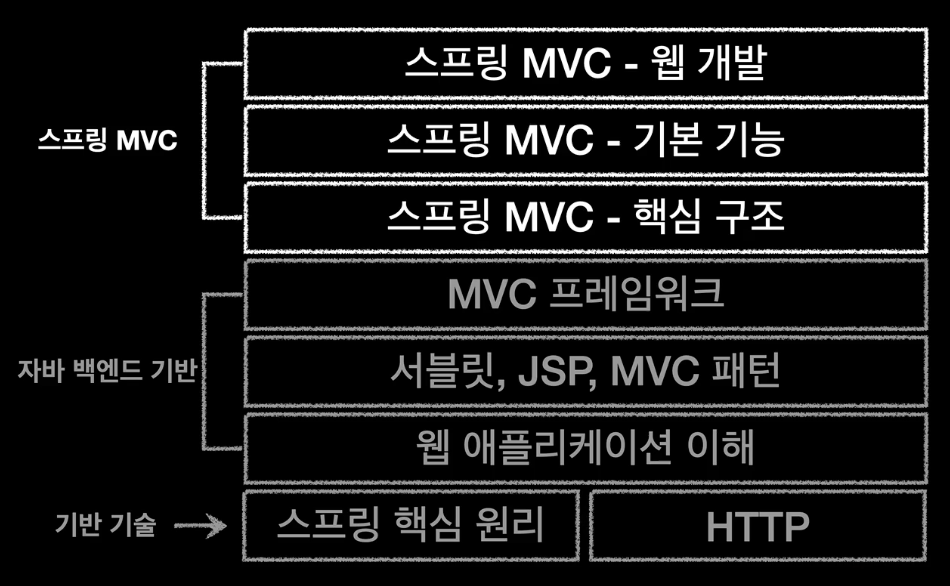 스프링 MVC - 웹 개발
스프링 MVC
스프링 MVC - 기본 기능
스프링 MVC - 핵심 구조
MVC 프레임워크
자바 백엔드 기반
서블릿, JSP, MVC 패턴
웹 애플리케이션 이해
기반 기술
스프링 핵심 원리
HTTP